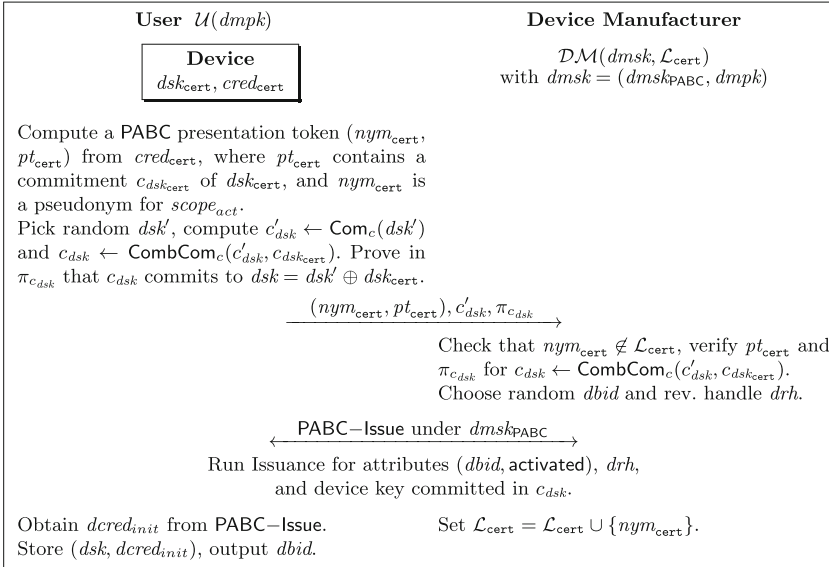 User 𝒰(dmpk)
Device
dsk_cert, cred_cert
Device Manufacturer
𝒟ℳ(dmsk, ℒ_cert)
with dmsk = (dmsk_PABC, dmpk)
Compute a PABC presentation token (nym_cert,
pt_cert) from cred_cert, where pt_cert contains a
commitment c_dsk_cert of dsk_cert, and nym_cert is
a pseudonym for scope_act.
Pick random dsk′, compute c′_dsk ← Com_c(dsk′)
and c_dsk ← CombCom_c(c′_dsk, c_dsk_cert). Prove in
π_c_dsk that c_dsk commits to dsk = dsk′ ⊕ dsk_cert.
(nym_cert, pt_cert), c′_dsk, π_c_dsk
Check that nym_cert ∉ ℒ_cert, verify pt_cert and
π_c_dsk for c_dsk ← CombCom_c(c′_dsk, c_dsk_cert).
Choose random dbid and rev. handle drh.
PABC−Issue under dmsk_PABC
Run Issuance for attributes (dbid, activated), drh,
and device key committed in c_dsk.
Obtain dcred_init from PABC−Issue.
Store (dsk, dcred_init), output dbid.
Set ℒ_cert = ℒ_cert ∪ {nym_cert}.